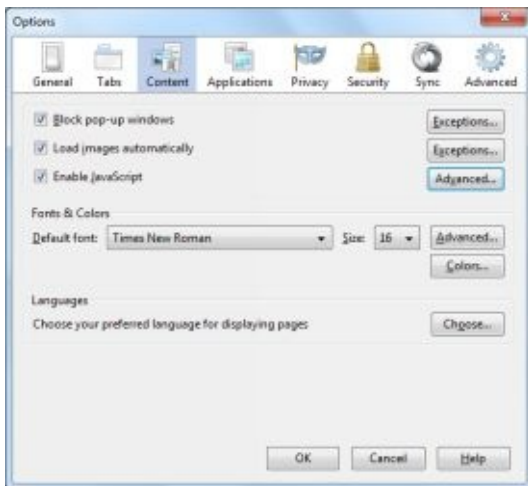 Options
General Tabs Content Applications Privacy Security Sync Advanced
Block pop-up windows Exceptions...
Load images automatically Exceptions...
Enable JavaScript Advanced...
Fonts & Colors
Default font: Times New Roman Size: 16 Advanced...
Colors...
Languages
Choose your preferred language for displaying pages Choose...
OK Cancel Help